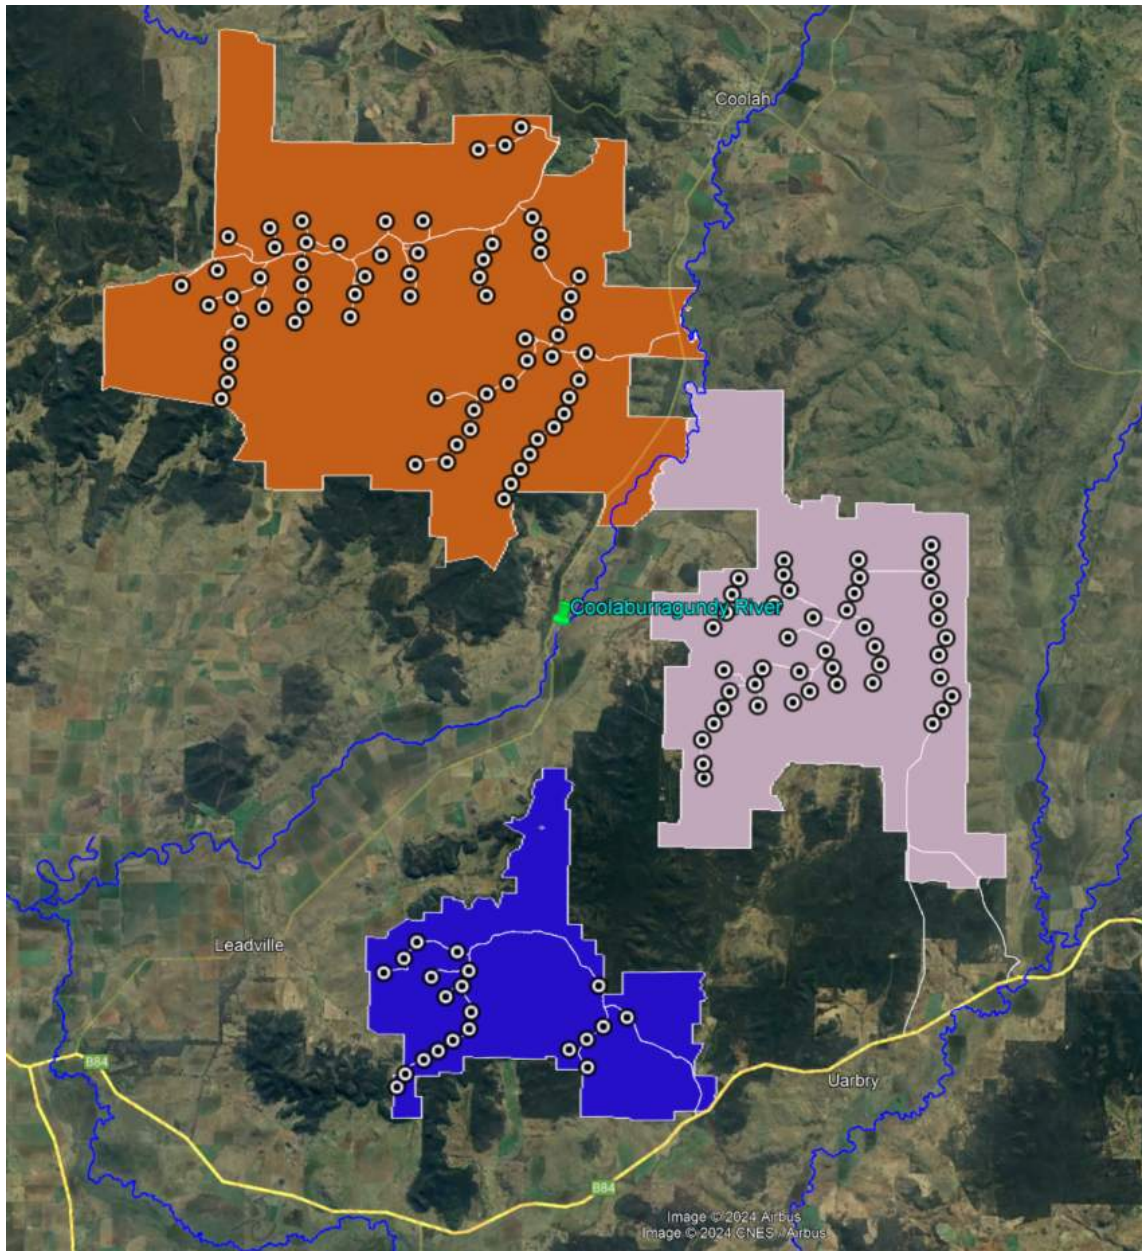 Coolah
Coolaburragundy River
Leadville
B84
Uarbry
B84
Image © 2024 Airbus
Image © 2024 CNES / Airbus